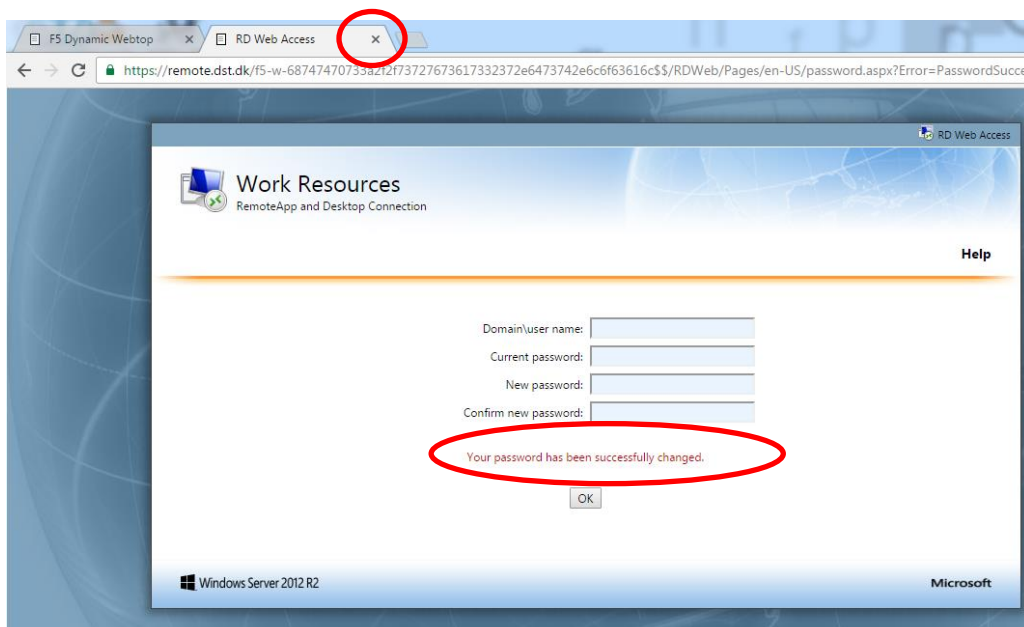 F5 Dynamic Webtop
RD Web Access
https://remote.dst.dk/f5-w-68747470733a2f2f73727673617332372e6473742e6c6f63616c$$/RDWeb/Pages/en-US/password.aspx?Error=PasswordSucce
RD Web Access
Work Resources
RemoteApp and Desktop Connection
Help
Domain\user name:
Current password:
New password:
Confirm new password:
Your password has been successfully changed.
OK
Windows Server 2012 R2
Microsoft